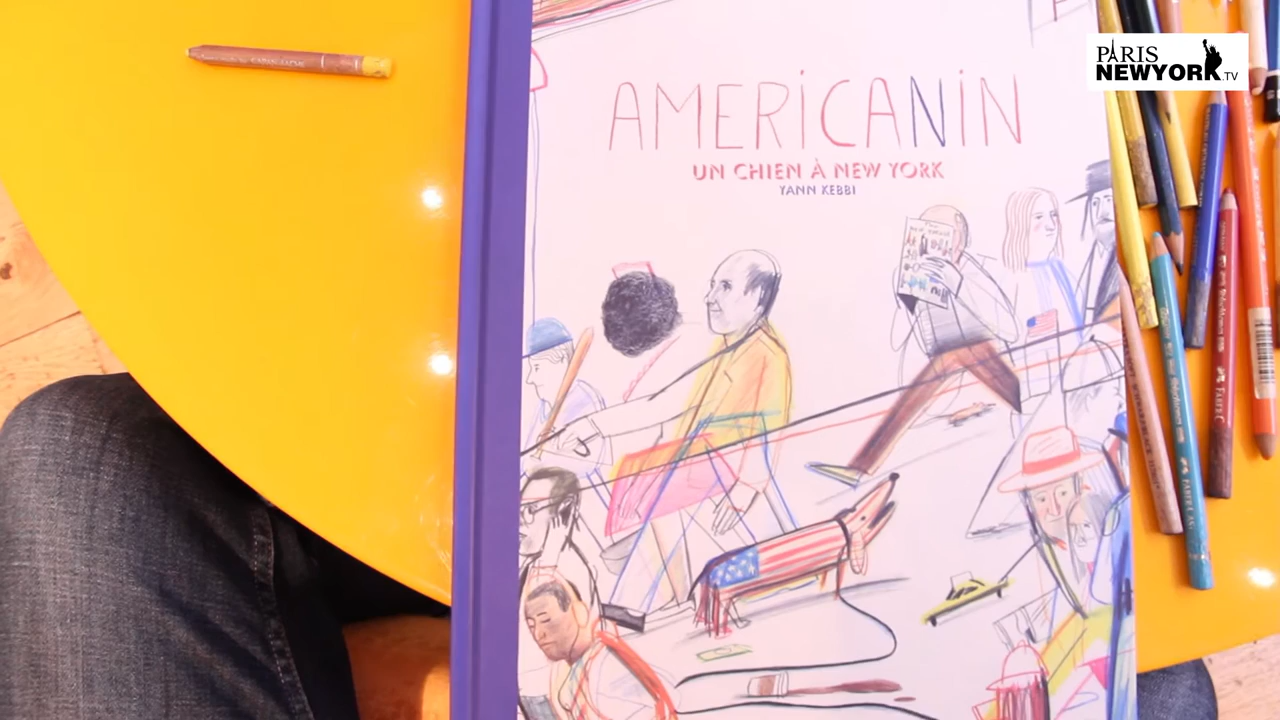 PARIS
NEWYORK.TV
AMERICANIN
UN CHIEN À NEW YORK
YANN KEBBI